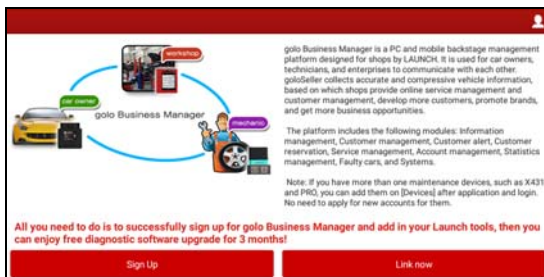 workshop
car owner
golo Business Manager
mechanic
golo Business Manager is a PC and mobile backstage management
platform designed for shops by LAUNCH. It is used for car owners,
technicians, and enterprises to communicate with each other.
goloSeller collects accurate and compressive vehicle information,
based on which shops provide online service management and
customer management, develop more customers, promote brands,
and get more business opportunities.
The platform includes the following modules: Information
management, Customer management, Customer alert, Customer
reservation, Service management, Account management, Statistics
management, Faulty cars, and Systems.
Note: If you have more than one maintenance devices, such as X431
and PRO, you can add them on [Devices] after application and login.
No need to apply for new accounts for them.
All you need to do is to successfully sign up for golo Business Manager and add in your Launch tools, then you
can enjoy free diagnostic software upgrade for 3 months!
Sign Up
Link now